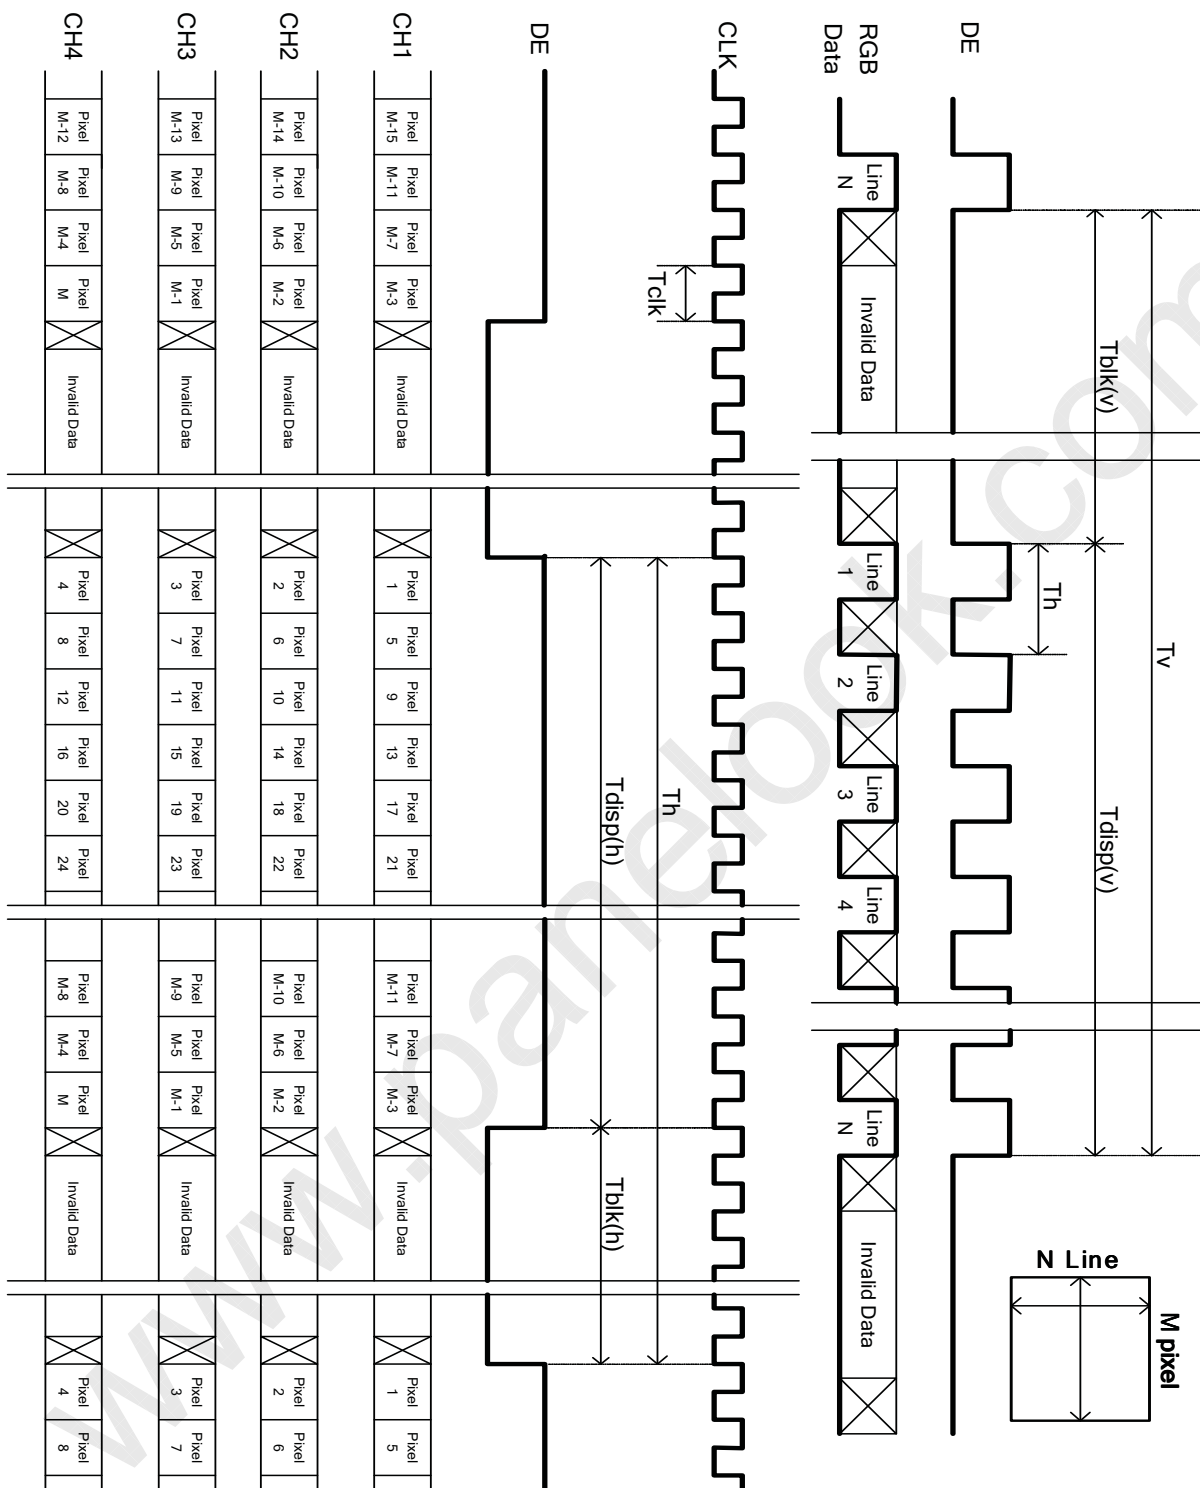 DE
RGB
Data
Line N
Invalid Data
Line 1
Line 2
Line 3
Line 4
Line N
Invalid Data
Tv
Tblk(v)
Tdisp(v)
Th
N Line
M pixel
CLK
Tclk
Th
DE
Tdisp(h)
Tblk(h)
CH1
Pixel M-15
Pixel M-11
Pixel M-7
Pixel M-3
Invalid Data
Pixel 1
Pixel 5
Pixel 9
Pixel 13
Pixel 17
Pixel 21
Pixel M-11
Pixel M-7
Pixel M-3
Invalid Data
Pixel 1
Pixel 5
CH2
Pixel M-14
Pixel M-10
Pixel M-6
Pixel M-2
Invalid Data
Pixel 2
Pixel 6
Pixel 10
Pixel 14
Pixel 18
Pixel 22
Pixel M-10
Pixel M-6
Pixel M-2
Invalid Data
Pixel 2
Pixel 6
CH3
Pixel M-13
Pixel M-9
Pixel M-5
Pixel M-1
Invalid Data
Pixel 3
Pixel 7
Pixel 11
Pixel 15
Pixel 19
Pixel 23
Pixel M-9
Pixel M-5
Pixel M-1
Invalid Data
Pixel 3
Pixel 7
CH4
Pixel M-12
Pixel M-8
Pixel M-4
Pixel M
Invalid Data
Pixel 4
Pixel 8
Pixel 12
Pixel 16
Pixel 20
Pixel 24
Pixel M-8
Pixel M-4
Pixel M
Invalid Data
Pixel 4
Pixel 8
www.panelook.com